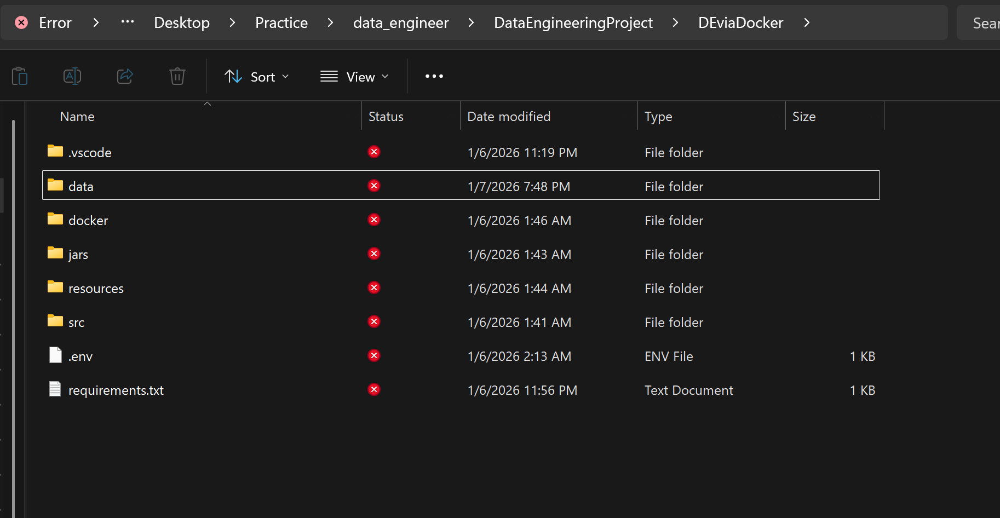 Error > ... Desktop > Practice > data_engineer > DataEngineeringProject > DEviaDocker >
Sort View ...
Name Status Date modified Type Size
.vscode 1/6/2026 11:19 PM File folder
data 1/7/2026 7:48 PM File folder
docker 1/6/2026 1:46 AM File folder
jars 1/6/2026 1:43 AM File folder
resources 1/6/2026 1:44 AM File folder
src 1/6/2026 1:41 AM File folder
.env 1/6/2026 2:13 AM ENV File 1 KB
requirements.txt 1/6/2026 11:56 PM Text Document 1 KB